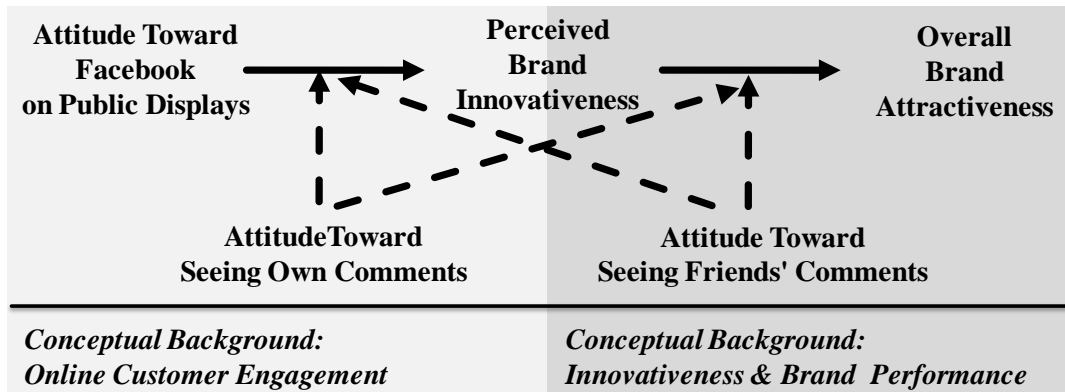 Attitude Toward
Facebook
on Public Displays
Perceived
Brand
Innovativeness
Overall
Brand
Attractiveness
AttitudeToward
Seeing Own Comments
Attitude Toward
Seeing Friends' Comments
Conceptual Background:
Online Customer Engagement
Conceptual Background:
Innovativeness & Brand Performance